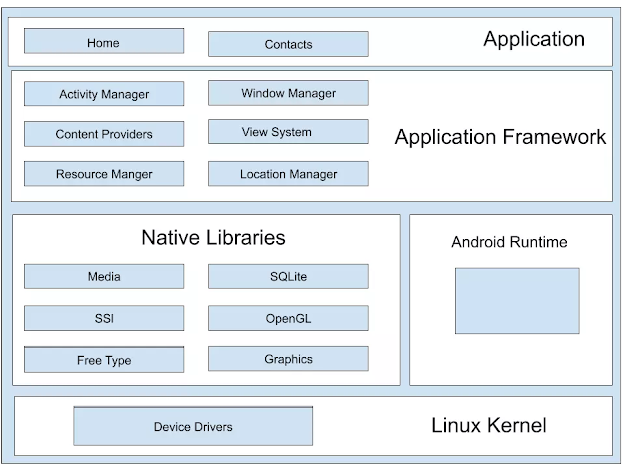 Home
Contacts
Application
Activity Manager
Window Manager
Content Providers
View System
Application Framework
Resource Manger
Location Manager
Native Libraries
Media
SQLite
SSI
OpenGL
Free Type
Graphics
Android Runtime
Device Drivers
Linux Kernel